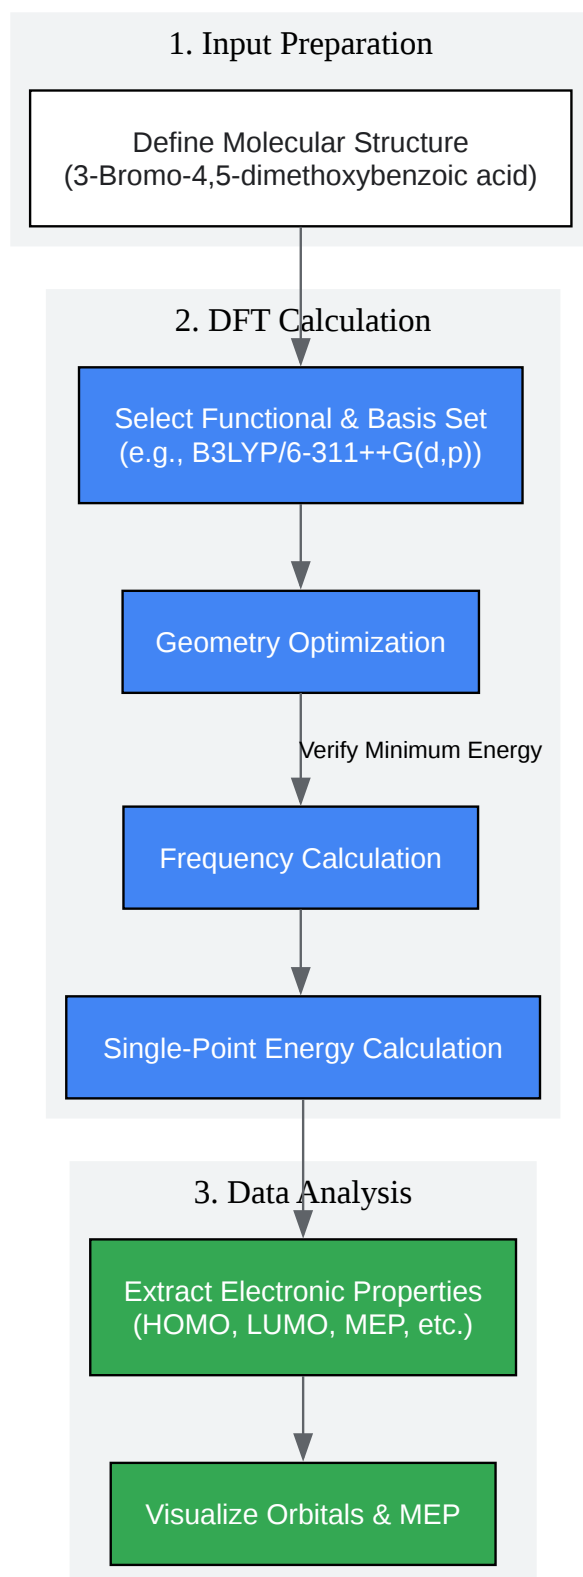 1. Input Preparation
Define Molecular Structure
(3-Bromo-4,5-dimethoxybenzoic acid)
2. DFT Calculation
Select Functional & Basis Set
(e.g., B3LYP/6-311++G(d,p))
Geometry Optimization
Verify Minimum Energy
Frequency Calculation
Single-Point Energy Calculation
3. Data Analysis
Extract Electronic Properties
(HOMO, LUMO, MEP, etc.)
Visualize Orbitals & MEP